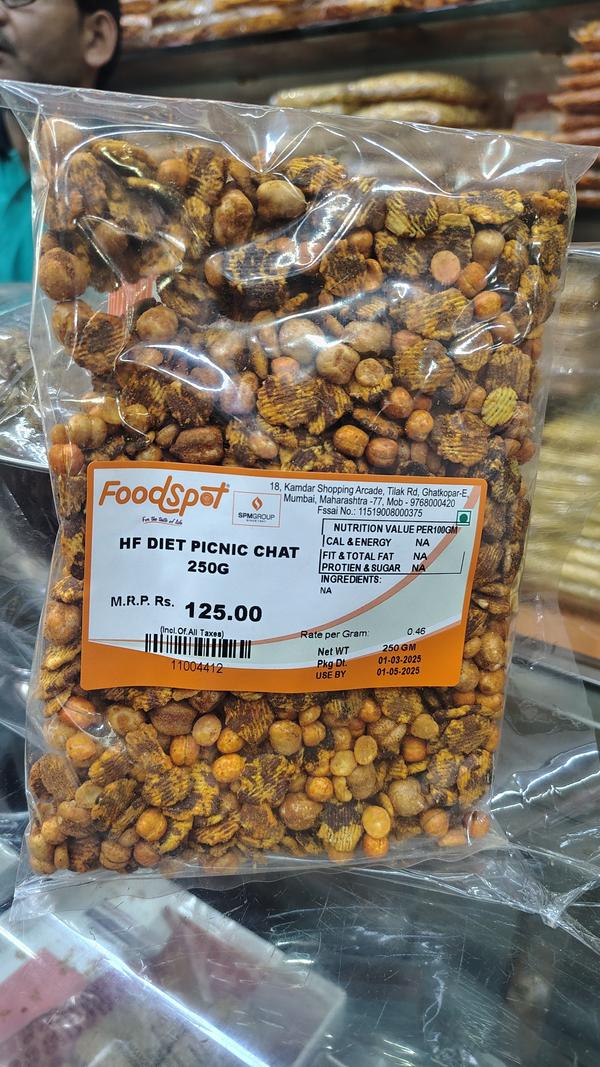 FoodSpot
For the Taste of Life
SPMGROUP
18, Kamdar Shopping Arcade, Tilak Rd, Ghatkopar-E,
Mumbai, Maharashtra -77, Mob - 9768000420
Fssai No.: 11519008000375
HF DIET PICNIC CHAT
250G
NUTRITION VALUE PER100GM
CAL & ENERGY NA
FIT & TOTAL FAT NA
PROTIEN & SUGAR NA
INGREDIENTS:
NA
M.R.P. Rs. 125.00
(Incl.Of.All Taxes)
11004412
Rate per Gram: 0.46
Net WT 250 GM
Pkg Dt. 01-03-2025
USE BY 01-05-2025